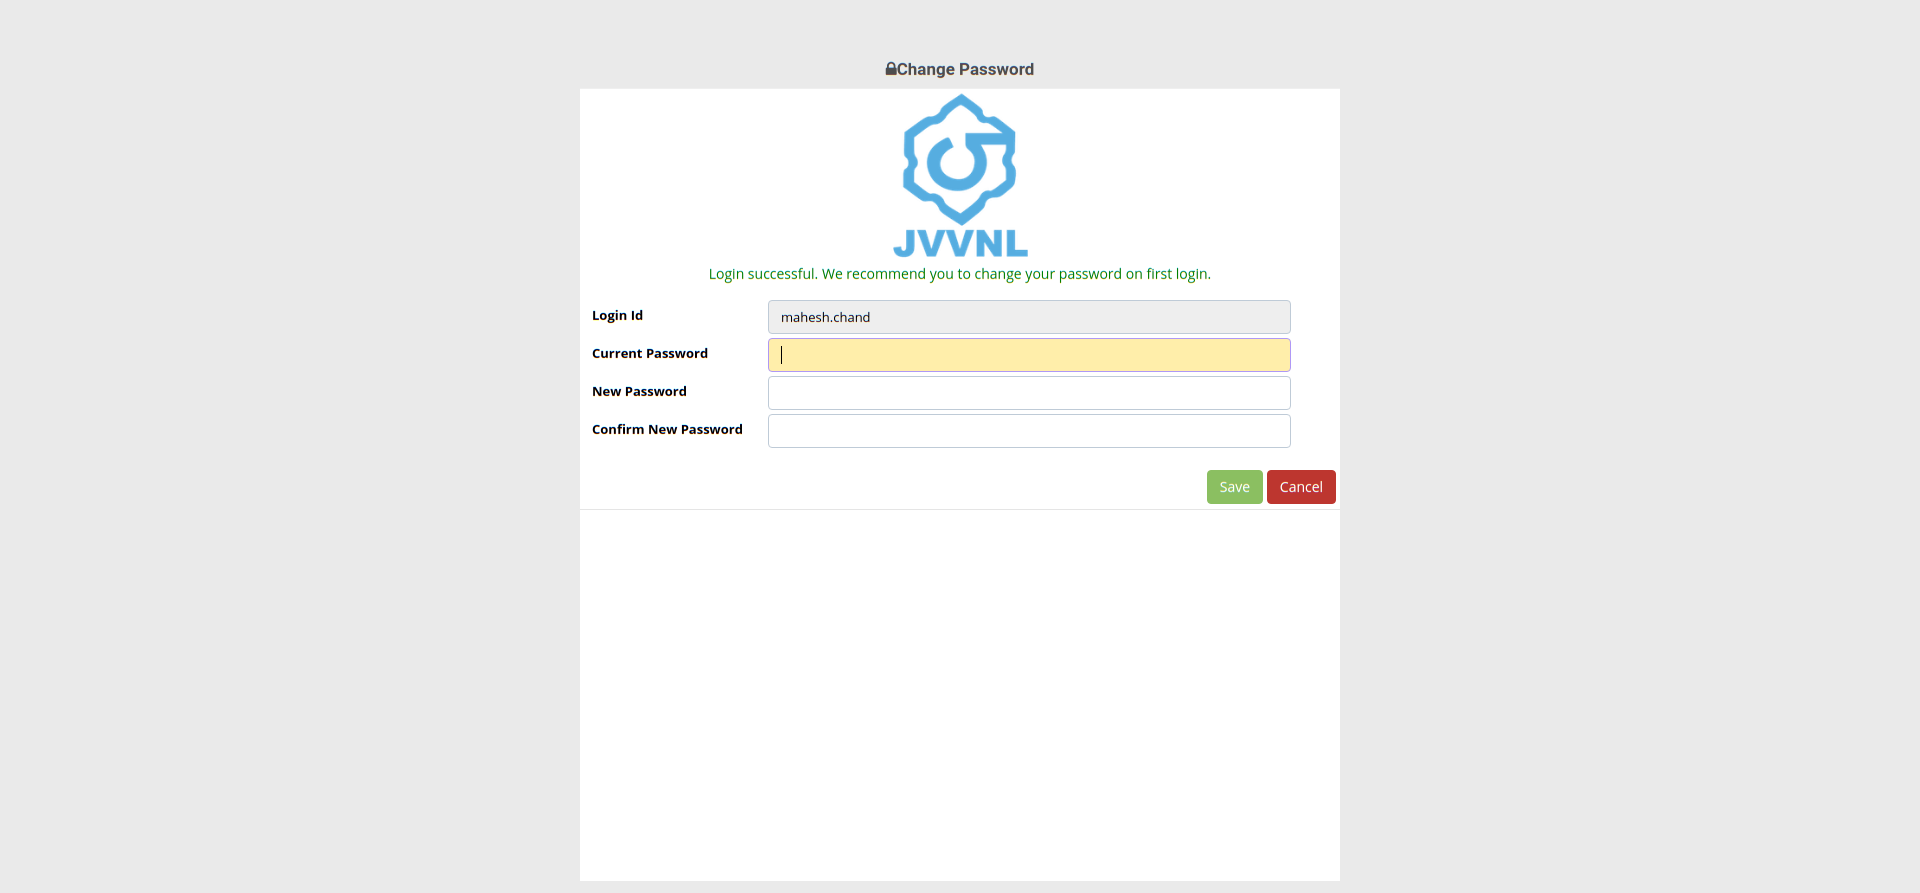 Change Password
JVVNL
Login successful. We recommend you to change your password on first login.
Login Id mahesh.chand
Current Password
New Password
Confirm New Password
Save Cancel